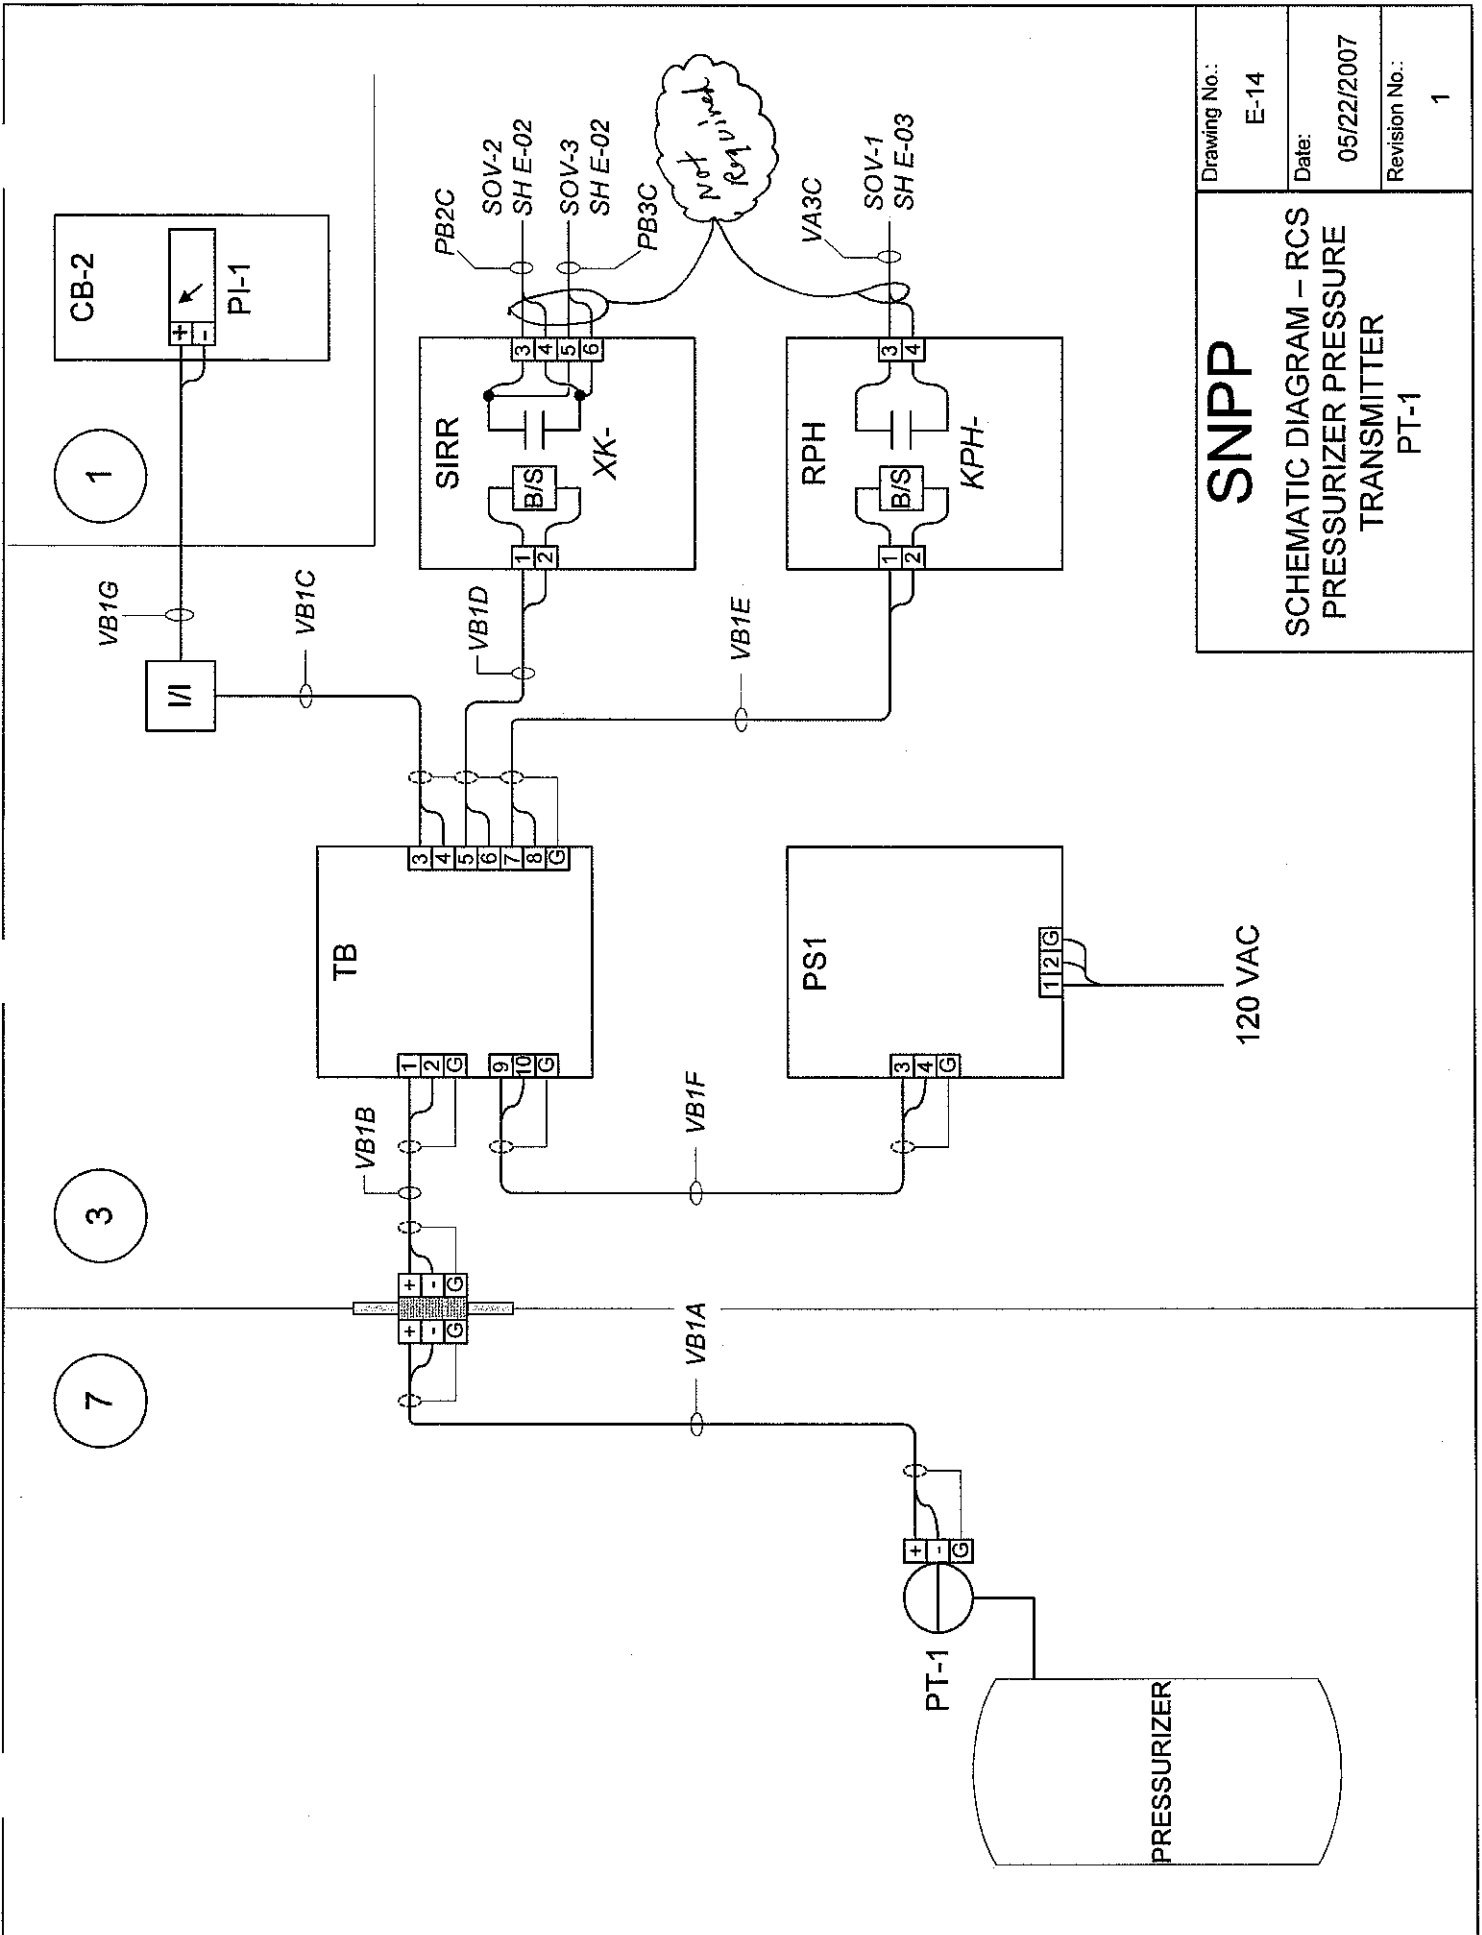 7
3
1
CB-2
+
-
PI-1
I/I
VB1G
VB1C
PB2C
SOV-2
SH E-02
SOV-3
SH E-02
PB3C
Not
Required
VA3C
SOV-1
SH E-03
SIRR
1
2
B/S
XK-
3
4
5
6
VB1D
RPH
1
2
B/S
KPH-
3
4
VB1E
TB
1
2
G
9
10
G
3
4
5
6
7
8
G
VB1B
VB1F
+
-
G
+
-
G
VB1A
PS1
3
4
G
1 2 G
120 VAC
PT-1
+
-
G
PRESSURIZER
SNPP
SCHEMATIC DIAGRAM – RCS
PRESSURIZER PRESSURE
TRANSMITTER
PT-1
Drawing No.:
E-14
Date:
05/22/2007
Revision No.:
1